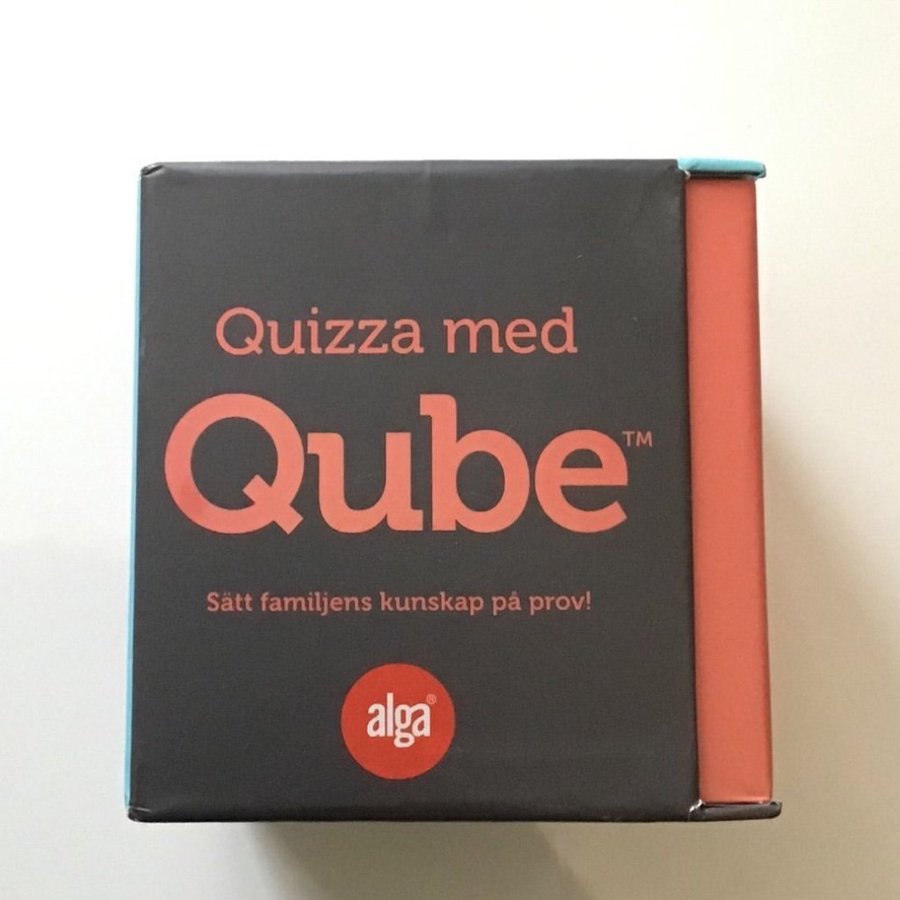 Quizza med
Qube™
Sätt familjens kunskap på prov!
alga®